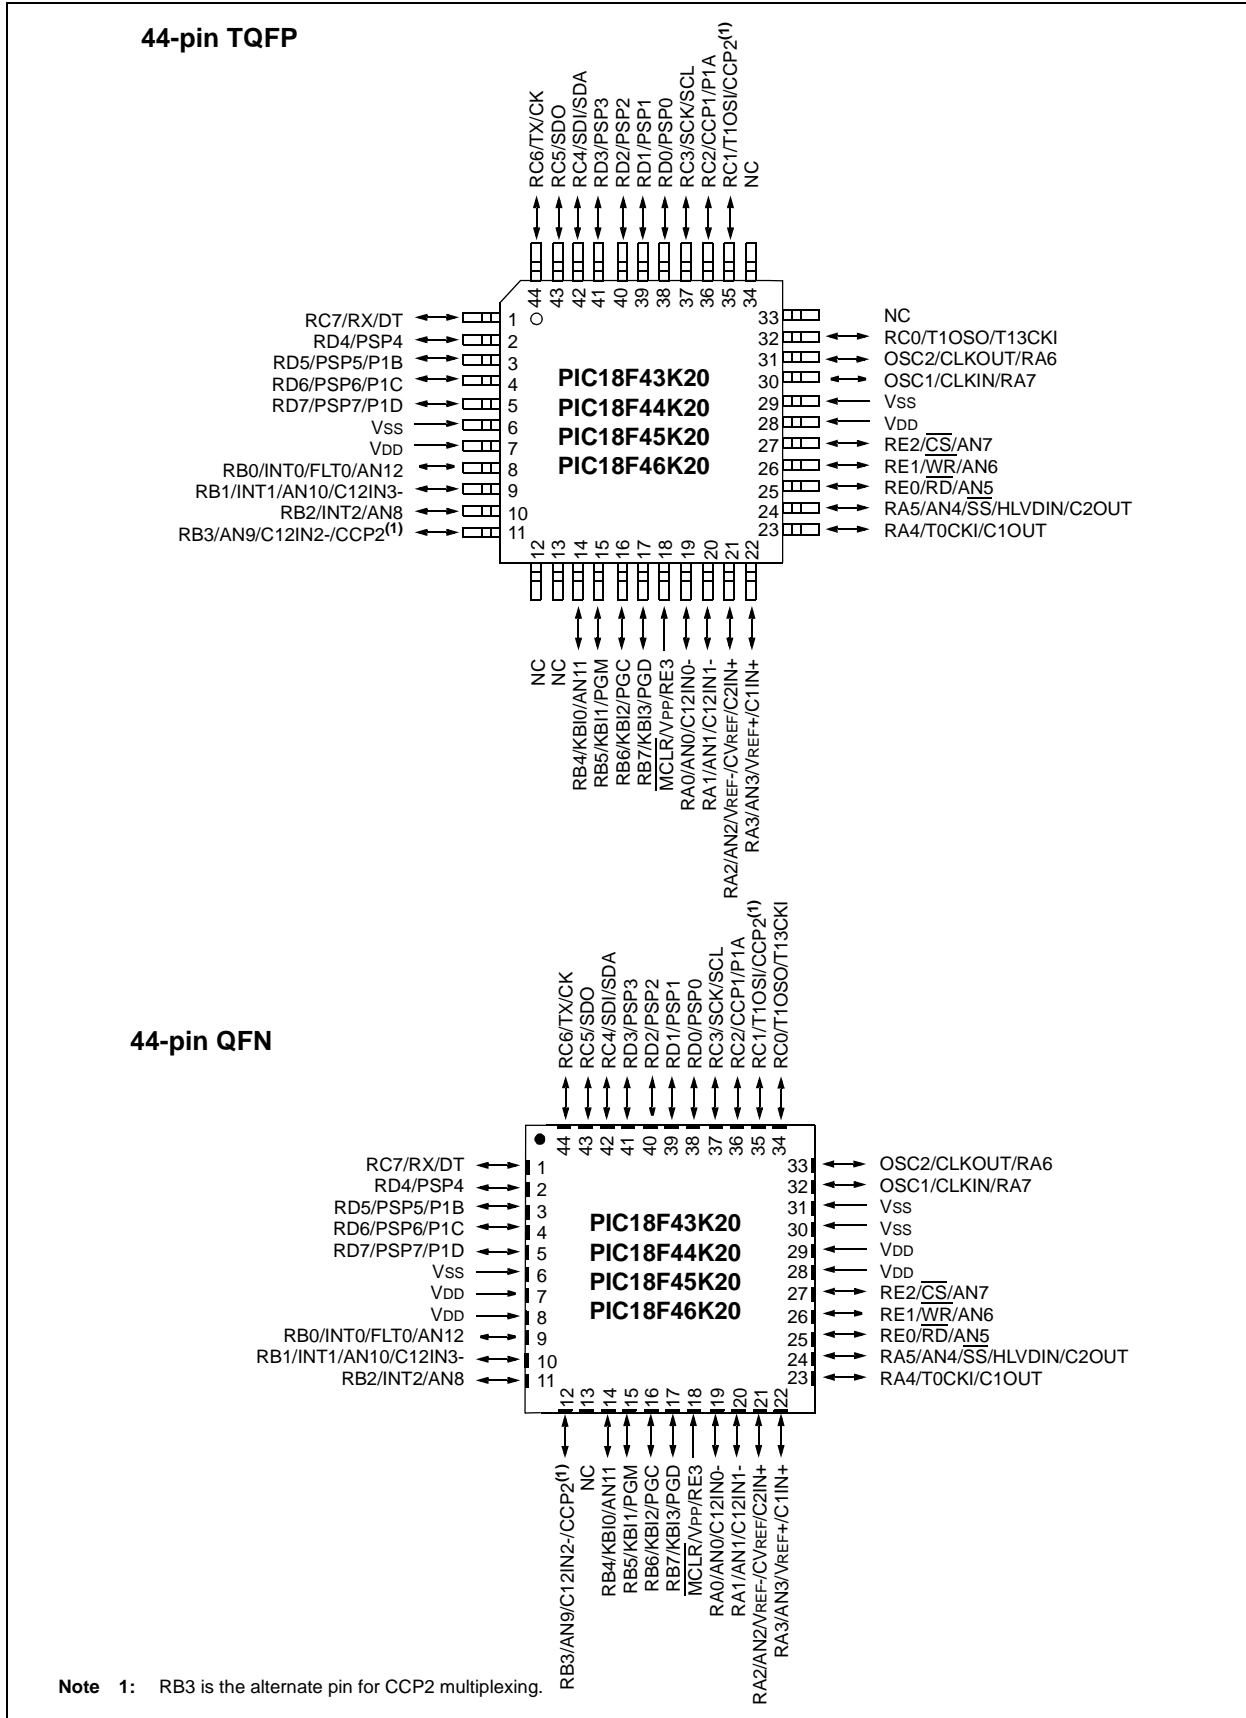 44-pin TQFP
RC6/TX/CK
RC5/SDO
RC4/SDI/SDA
RD3/PSP3
RD2/PSP2
RD1/PSP1
RD0/PSP0
RC3/SCK/SCL
RC2/CCP1/P1A
RC1/T1OSI/CCP2(1)
NC
44
43
42
41
40
39
38
37
36
35
34
RC7/RX/DT 1
RD4/PSP4 2
RD5/PSP5/P1B 3
RD6/PSP6/P1C 4
RD7/PSP7/P1D 5
VSS 6
VDD 7
RB0/INT0/FLT0/AN12 8
RB1/INT1/AN10/C12IN3- 9
RB2/INT2/AN8 10
RB3/AN9/C12IN2-/CCP2(1) 11
PIC18F43K20
PIC18F44K20
PIC18F45K20
PIC18F46K20
33 NC
32 RC0/T1OSO/T13CKI
31 OSC2/CLKOUT/RA6
30 OSC1/CLKIN/RA7
29 VSS
28 VDD
27 RE2/CS/AN7
26 RE1/WR/AN6
25 RE0/RD/AN5
24 RA5/AN4/SS/HLVDIN/C2OUT
23 RA4/T0CKI/C1OUT
12
13
14
15
16
17
18
19
20
21
22
NC
NC
RB4/KBI0/AN11
RB5/KBI1/PGM
RB6/KBI2/PGC
RB7/KBI3/PGD
MCLR/VPP/RE3
RA0/AN0/C12IN0-
RA1/AN1/C12IN1-
RA2/AN2/VREF-/CVREF/C2IN+
RA3/AN3/VREF+/C1IN+
44-pin QFN
RC6/TX/CK
RC5/SDO
RC4/SDI/SDA
RD3/PSP3
RD2/PSP2
RD1/PSP1
RD0/PSP0
RC3/SCK/SCL
RC2/CCP1/P1A
RC1/T1OSI/CCP2(1)
RC0/T1OSO/T13CKI
44
43
42
41
40
39
38
37
36
35
34
RC7/RX/DT 1
RD4/PSP4 2
RD5/PSP5/P1B 3
RD6/PSP6/P1C 4
RD7/PSP7/P1D 5
VSS 6
VDD 7
VDD 8
RB0/INT0/FLT0/AN12 9
RB1/INT1/AN10/C12IN3- 10
RB2/INT2/AN8 11
PIC18F43K20
PIC18F44K20
PIC18F45K20
PIC18F46K20
33 OSC2/CLKOUT/RA6
32 OSC1/CLKIN/RA7
31 VSS
30 VSS
29 VDD
28 VDD
27 RE2/CS/AN7
26 RE1/WR/AN6
25 RE0/RD/AN5
24 RA5/AN4/SS/HLVDIN/C2OUT
23 RA4/T0CKI/C1OUT
12
13
14
15
16
17
18
19
20
21
22
RB3/AN9/C12IN2-/CCP2(1)
NC
RB4/KBI0/AN11
RB5/KBI1/PGM
RB6/KBI2/PGC
RB7/KBI3/PGD
MCLR/VPP/RE3
RA0/AN0/C12IN0-
RA1/AN1/C12IN1-
RA2/AN2/VREF-/CVREF/C2IN+
RA3/AN3/VREF+/C1IN+
Note 1: RB3 is the alternate pin for CCP2 multiplexing.